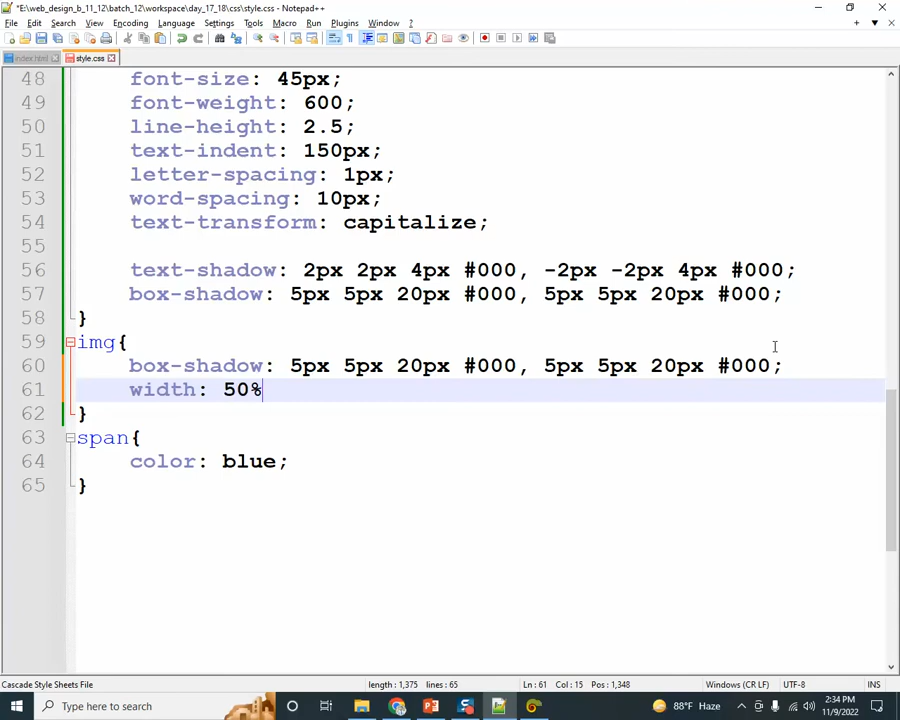 *E:\web_design_b_11_12\batch_12\workspace\day_17_18\css\style.css - Notepad++
File Edit Search View Encoding Language Settings Tools Macro Run Plugins Window ?
index.html style.css
48 font-size: 45px;
49 font-weight: 600;
50 line-height: 2.5;
51 text-indent: 150px;
52 letter-spacing: 1px;
53 word-spacing: 10px;
54 text-transform: capitalize;
55
56 text-shadow: 2px 2px 4px #000, -2px -2px 4px #000;
57 box-shadow: 5px 5px 20px #000, 5px 5px 20px #000;
58 }
59 img{
60 box-shadow: 5px 5px 20px #000, 5px 5px 20px #000;
61 width: 50%
62 }
63 span{
64 color: blue;
65 }
Cascade Style Sheets File length : 1,375 lines : 65 Ln : 61 Col : 15 Pos : 1,348 Windows (CR LF) UTF-8 INS
Type here to search 88°F Haze 2:34 PM
11/9/2022